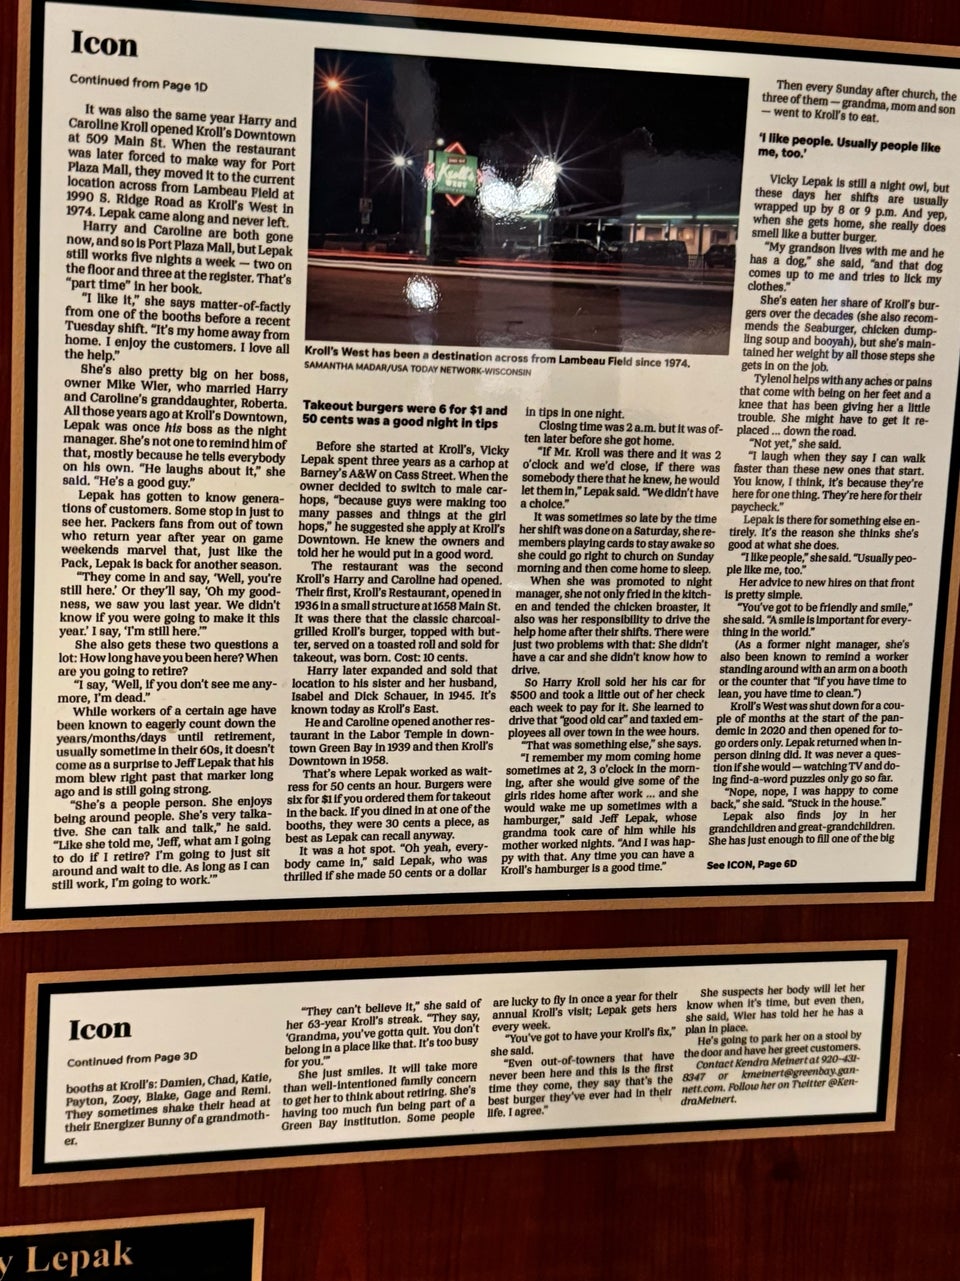 Icon
Continued from Page 1D
It was also the same year Harry and
Caroline Kroll opened Kroll's Downtown
at 509 Main St. When the restaurant
was later forced to make way for Port
Plaza Mall, they moved it to the current
location across from Lambeau Field at
1990 S. Ridge Road as Kroll's West in
1974. Lepak came along and never left.
Harry and Caroline are both gone
now, and so is Port Plaza Mall, but Lepak
still works five nights a week — two on
the floor and three at the register. That's
"part time" in her book.
"I like it," she says matter-of-factly
from one of the booths before a recent
Tuesday shift. "It's my home away from
home. I enjoy the customers. I love all
the help."
She's also pretty big on her boss,
owner Mike Wier, who married Harry
and Caroline's granddaughter, Roberta.
All those years ago at Kroll's Downtown,
Lepak was once his boss as the night
manager. She's not one to remind him of
that, mostly because he tells everybody
on his own. "He laughs about it," she
said. "He's a good guy."
Lepak has gotten to know genera-
tions of customers. Some stop in just to
see her. Packers fans from out of town
who return year after year on game
weekends marvel that, just like the
Pack, Lepak is back for another season.
"They come in and say, 'Well, you're
still here.' Or they'll say, 'Oh my good-
ness, we saw you last year. We didn't
know if you were going to make it this
year.' I say, 'I'm still here.'"
She also gets these two questions a
lot: How long have you been here? When
are you going to retire?
"I say, 'Well, if you don't see me any-
more, I'm dead."
While workers of a certain age have
been known to eagerly count down the
years/months/days until retirement,
usually sometime in their 60s, it doesn't
come as a surprise to Jeff Lepak that his
mom blew right past that marker long
ago and is still going strong.
"She's a people person. She enjoys
being around people. She's very talka-
tive. She can talk and talk," he said.
"Like she told me, 'Jeff, what am I going
to do if I retire? I'm going to just sit
around and wait to die. As long as I can
still work, I'm going to work.'"
Kroll's West
Kroll's West has been a destination across from Lambeau Field since 1974.
SAMANTHA MADAR/USA TODAY NETWORK-WISCONSIN
Takeout burgers were 6 for $1 and
50 cents was a good night in tips
Before she started at Kroll's, Vicky
Lepak spent three years as a carhop at
Barney's A&W on Cass Street. When the
owner decided to switch to male car-
hops, "because guys were making too
many passes and things at the girl
hops," he suggested she apply at Kroll's
Downtown. He knew the owners and
told her he would put in a good word.
The restaurant was the second
Kroll's Harry and Caroline had opened.
Their first, Kroll's Restaurant, opened in
1936 in a small structure at 1658 Main St.
It was there that the classic charcoal-
grilled Kroll's burger, topped with but-
ter, served on a toasted roll and sold for
takeout, was born. Cost: 10 cents.
Harry later expanded and sold that
location to his sister and her husband,
Isabel and Dick Schauer, in 1945. It's
known today as Kroll's East.
He and Caroline opened another res-
taurant in the Labor Temple in down-
town Green Bay in 1939 and then Kroll's
Downtown in 1958.
That's where Lepak worked as wait-
ress for 50 cents an hour. Burgers were
six for $1 if you ordered them for takeout
in the back. If you dined in at one of the
booths, they were 30 cents a piece, as
best as Lepak can recall anyway.
It was a hot spot. "Oh yeah, every-
body came in," said Lepak, who was
thrilled if she made 50 cents or a dollar
in tips in one night.
Closing time was 2 a.m. but it was of-
ten later before she got home.
"If Mr. Kroll was there and it was 2
o'clock and we'd close, if there was
somebody there that he knew, he would
let them in," Lepak said. "We didn't have
a choice."
It was sometimes so late by the time
her shift was done on a Saturday, she re-
members playing cards to stay awake so
she could go right to church on Sunday
morning and then come home to sleep.
When she was promoted to night
manager, she not only fried in the kitch-
en and tended the chicken broaster, it
also was her responsibility to drive the
help home after their shifts. There were
just two problems with that: She didn't
have a car and she didn't know how to
drive.
So Harry Kroll sold her his car for
$500 and took a little out of her check
each week to pay for it. She learned to
drive that "good old car" and taxied em-
ployees all over town in the wee hours.
"That was something else," she says.
"I remember my mom coming home
sometimes at 2, 3 o'clock in the morn-
ing, after she would give some of the
girls rides home after work ... and she
would wake me up sometimes with a
hamburger," said Jeff Lepak, whose
grandma took care of him while his
mother worked nights. "And I was hap-
py with that. Any time you can have a
Kroll's hamburger is a good time."
Then every Sunday after church, the
three of them — grandma, mom and son
— went to Kroll's to eat.
'I like people. Usually people like
me, too.'
Vicky Lepak is still a night owl, but
these days her shifts are usually
wrapped up by 8 or 9 p.m. And yep,
when she gets home, she really does
smell like a butter burger.
"My grandson lives with me and he
has a dog," she said, "and that dog
comes up to me and tries to lick my
clothes."
She's eaten her share of Kroll's bur-
gers over the decades (she also recom-
mends the Seaburger, chicken dump-
ling soup and booyah), but she's main-
tained her weight by all those steps she
gets in on the job.
Tylenol helps with any aches or pains
that come with being on her feet and a
knee that has been giving her a little
trouble. She might have to get it re-
placed ... down the road.
"Not yet," she said.
"I laugh when they say I can walk
faster than these new ones that start.
You know, I think, it's because they're
here for one thing. They're here for their
paycheck."
Lepak is there for something else en-
tirely. It's the reason she thinks she's
good at what she does.
"I like people," she said. "Usually peo-
ple like me, too."
Her advice to new hires on that front
is pretty simple.
"You've got to be friendly and smile,"
she said. "A smile is important for every-
thing in the world."
(As a former night manager, she's
also been known to remind a worker
standing around with an arm on a booth
or the counter that "If you have time to
lean, you have time to clean.")
Kroll's West was shut down for a cou-
ple of months at the start of the pan-
demic in 2020 and then opened for to-
go orders only. Lepak returned when in-
person dining did. It was never a ques-
tion if she would — watching TV and do-
ing find-a-word puzzles only go so far.
"Nope, nope, I was happy to come
back," she said. "Stuck in the house."
Lepak also finds joy in her
grandchildren and great-grandchildren.
She has just enough to fill one of the big
See ICON, Page 6D
Icon
Continued from Page 3D
booths at Kroll's: Damien, Chad, Katie,
Payton, Zoey, Blake, Gage and Remi.
They sometimes shake their head at
their Energizer Bunny of a grandmoth-
er.
"They can't believe it," she said of
her 63-year Kroll's streak. "They say,
'Grandma, you've gotta quit. You don't
belong in a place like that. It's too busy
for you.'"
She just smiles. It will take more
than well-intentioned family concern
to get her to think about retiring. She's
having too much fun being part of a
Green Bay institution. Some people
are lucky to fly in once a year for their
annual Kroll's visit; Lepak gets hers
every week.
"You've got to have your Kroll's fix,"
she said.
"Even out-of-towners that have
never been here and this is the first
time they come, they say that's the
best burger they've ever had in their
life. I agree."
She suspects her body will let her
know when it's time, but even then,
she said, Wier has told her he has a
plan in place.
He's going to park her on a stool by
the door and have her greet customers.
Contact Kendra Meinert at 920-431-
8347 or kmeinert@greenbay.gan-
nett.com. Follow her on Twitter @Ken-
draMeinert.
y Lepak